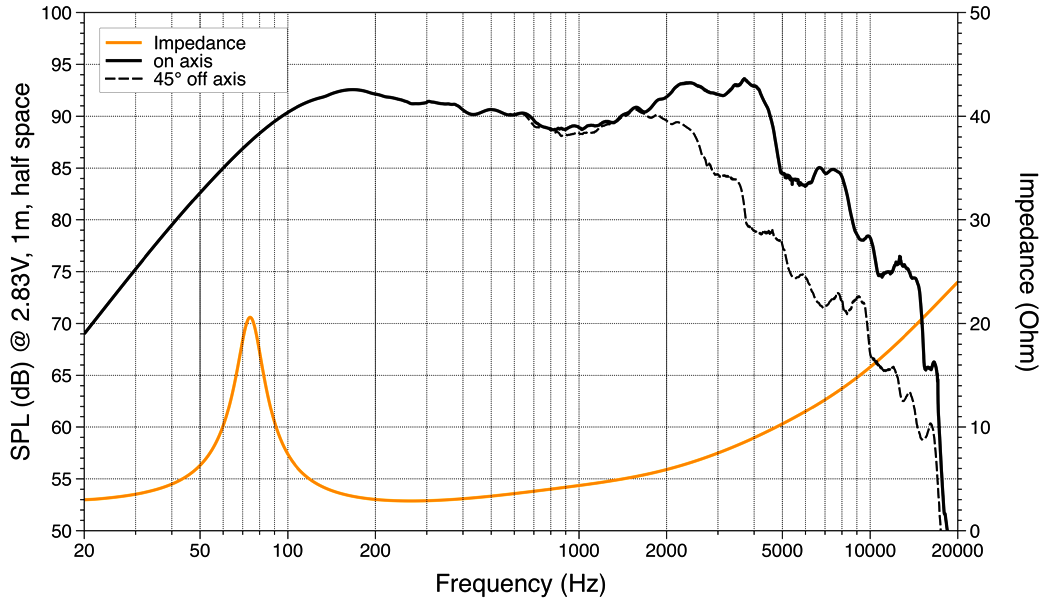 100
95
90
85
80
75
70
65
60
55
50
SPL (dB) @ 2.83V, 1m, half space
Impedance
on axis
45° off axis
50
40
30
20
10
0
Impedance (Ohm)
20 50 100 200 1000 2000 5000 10000 20000
Frequency (Hz)